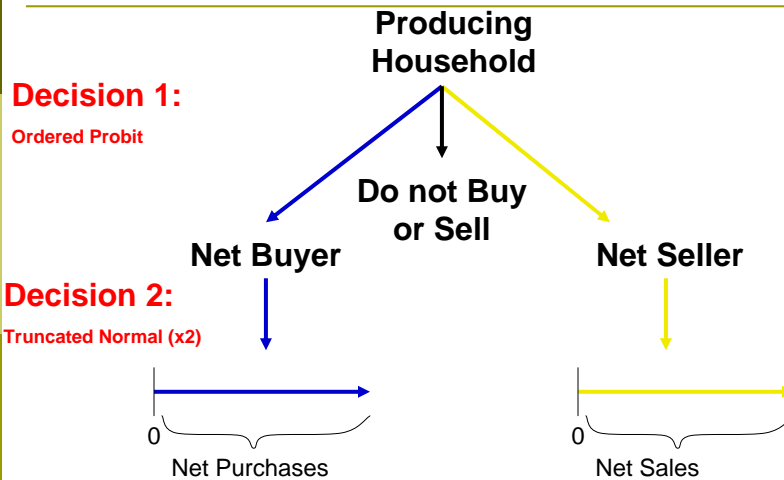 Producing
Household
Decision 1:
Ordered Probit
Do not Buy
or Sell
Net Buyer
Net Seller
Decision 2:
Truncated Normal (x2)
0
0
Net Purchases
Net Sales